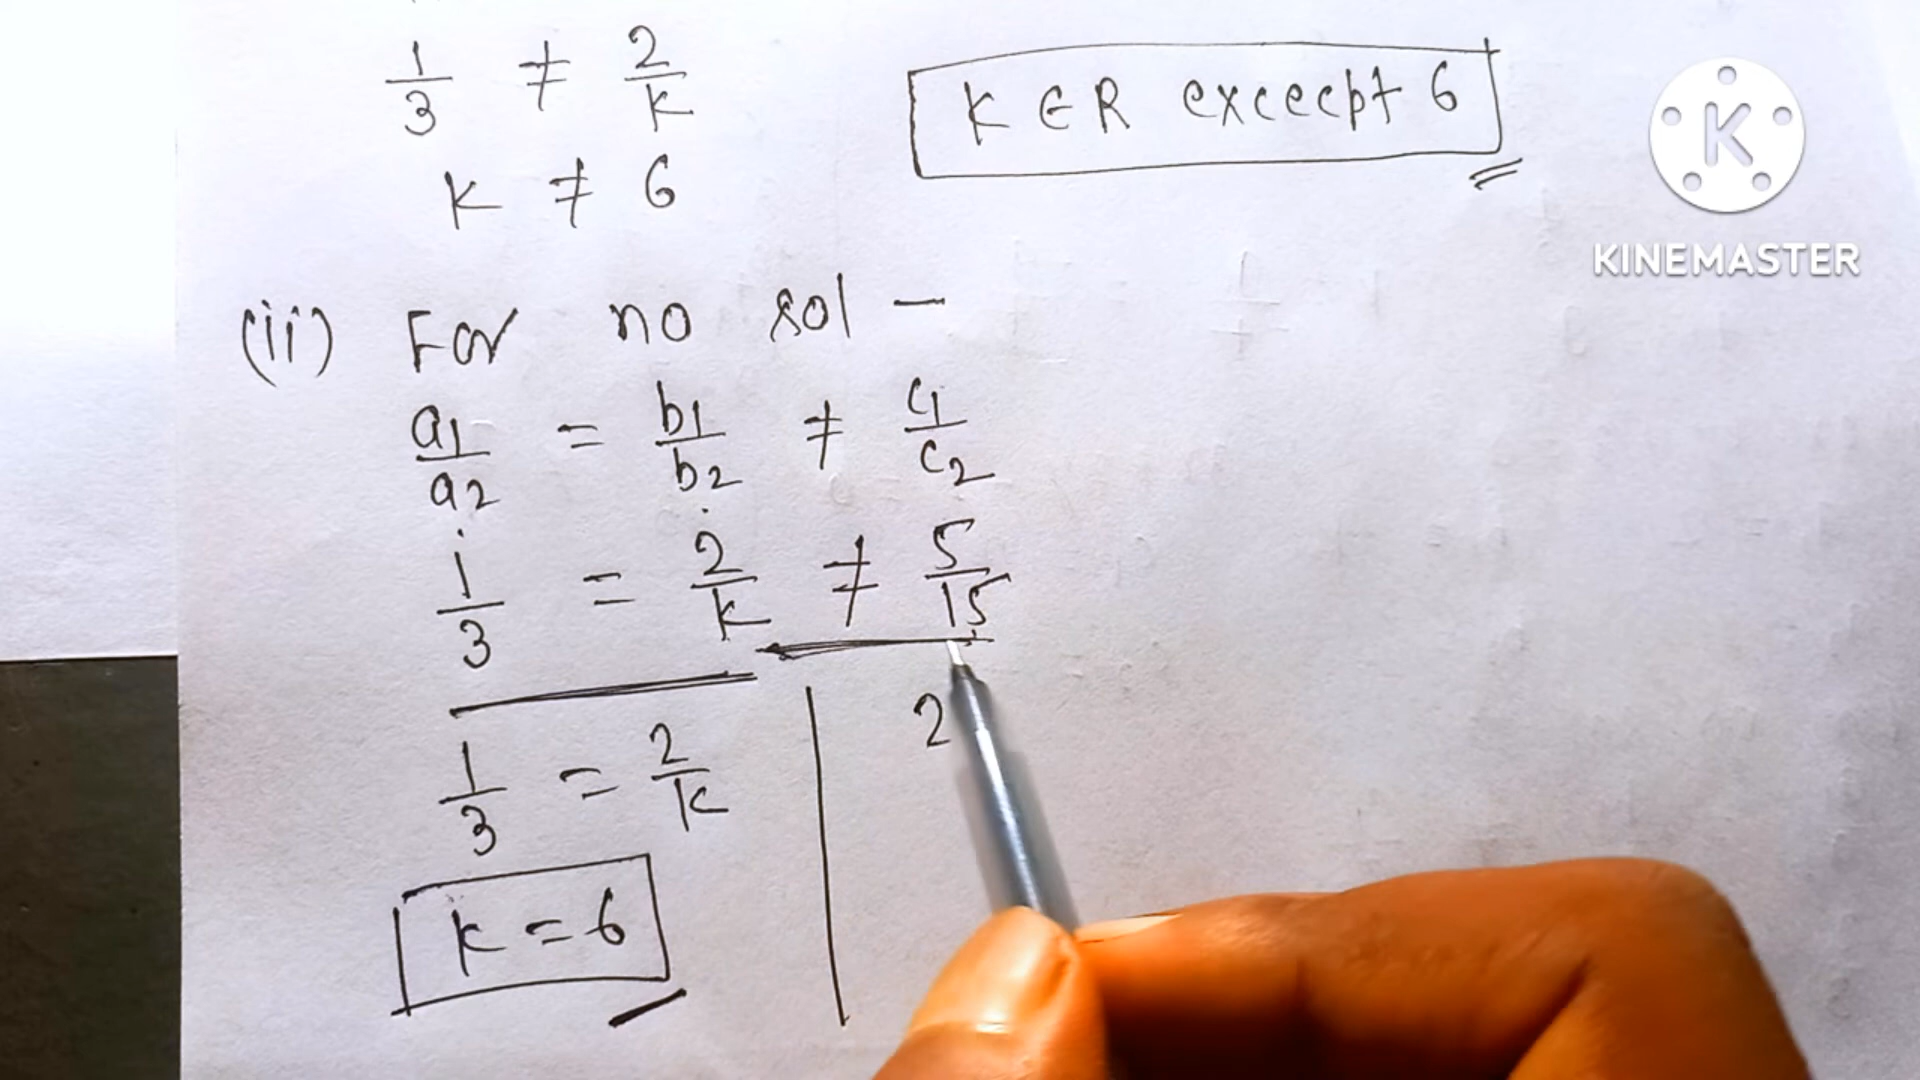 1/3 ≠ 2/k
k ≠ 6
K ∈ R excecpt 6
K
KINEMASTER
(ii) For no sol –
a1/a2 = b1/b2 ≠ c1/c2
1/3 = 2/k ≠ 5/15
1/3 = 2/k
k = 6
2